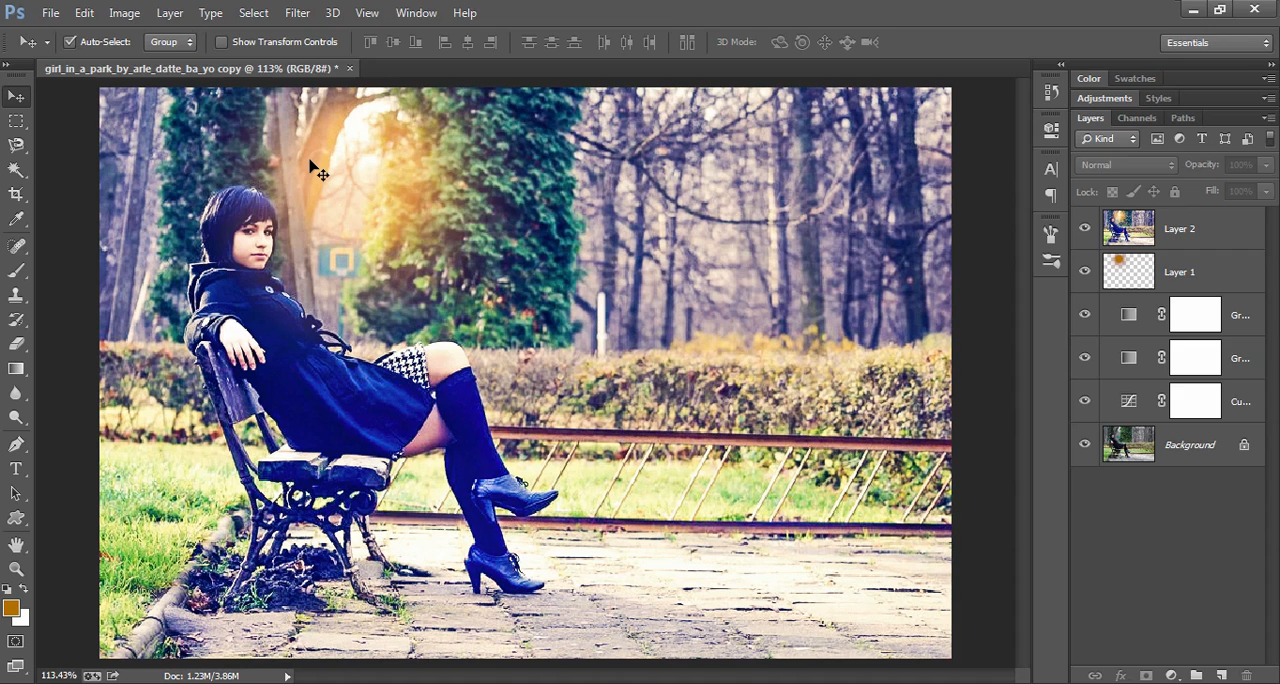 Ps File Edit Image Layer Type Select Filter 3D View Window Help
Auto-Select: Group Show Transform Controls 3D Mode: Essentials
girl_in_a_park_by_arle_datte_ba_yo copy @ 113% (RGB/8#) * ×
Color Swatches
Adjustments Styles
Layers Channels Paths
Kind
Normal Opacity: 100%
Lock: Fill: 100%
Layer 2
Layer 1
Gr...
Gr...
Cu...
Background
113.43% Doc: 1.23M/3.86M